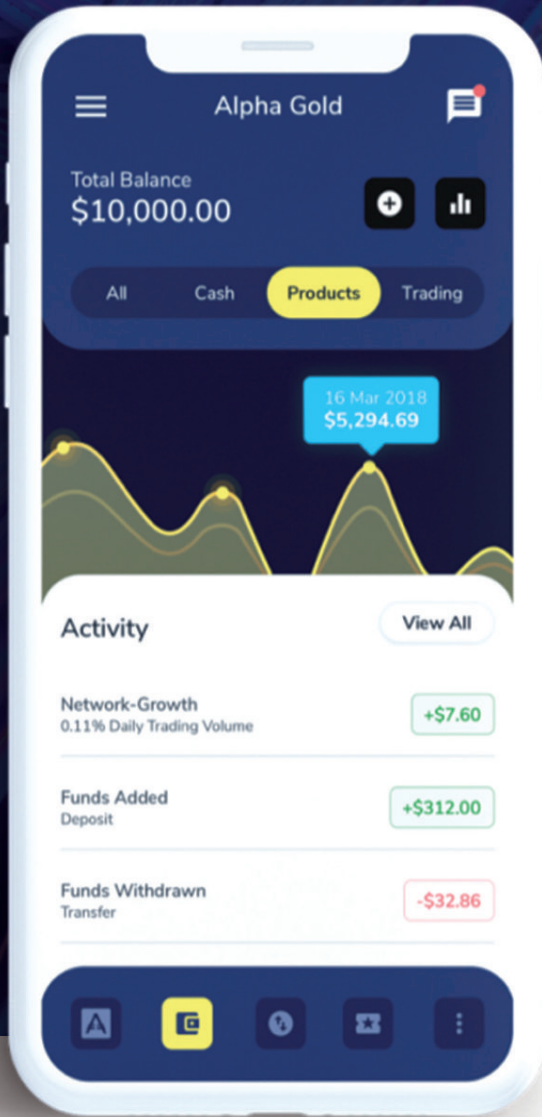 Alpha Gold
Total Balance
$10,000.00
All Cash Products Trading
16 Mar 2018
$5,294.69
Activity
View All
Network-Growth
0.11% Daily Trading Volume
+$7.60
Funds Added
Deposit
+$312.00
Funds Withdrawn
Transfer
-$32.86